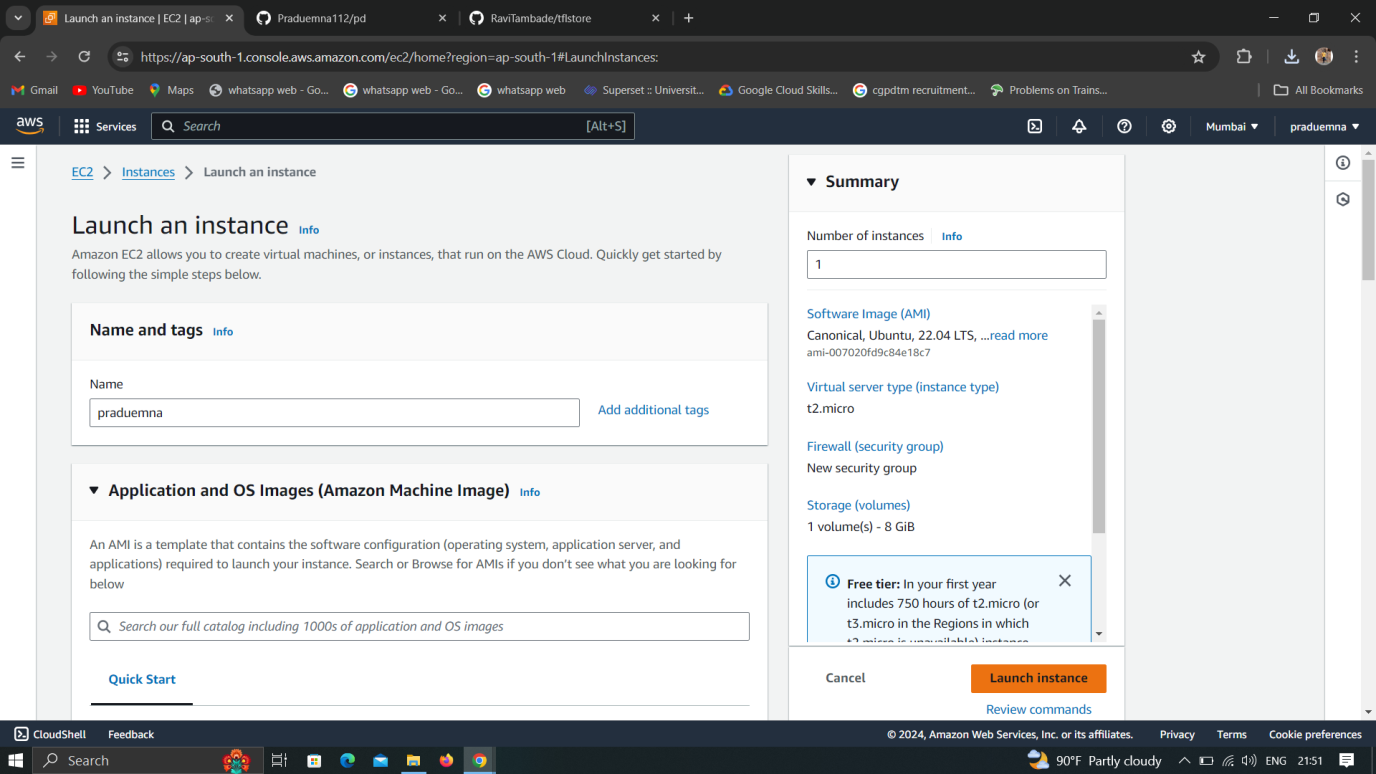 Launch an instance | EC2 | ap-sc
Praduemna112/pd
RaviTambade/tflstore
https://ap-south-1.console.aws.amazon.com/ec2/home?region=ap-south-1#LaunchInstances:
Gmail
YouTube
Maps
whatsapp web - Go...
whatsapp web - Go...
whatsapp web
Superset :: Universit...
Google Cloud Skills...
cgpdtm recruitment...
Problems on Trains...
All Bookmarks
aws
Services
Search
[Alt+S]
Mumbai
praduemna
EC2
Instances
Launch an instance
Launch an instance Info
Amazon EC2 allows you to create virtual machines, or instances, that run on the AWS Cloud. Quickly get started by
following the simple steps below.
Name and tags Info
Name
praduemna
Add additional tags
Application and OS Images (Amazon Machine Image) Info
An AMI is a template that contains the software configuration (operating system, application server, and
applications) required to launch your instance. Search or Browse for AMIs if you don't see what you are looking for
below
Search our full catalog including 1000s of application and OS images
Quick Start
Summary
Number of instances Info
1
Software Image (AMI)
Canonical, Ubuntu, 22.04 LTS, ...read more
ami-007020fd9c84e18c7
Virtual server type (instance type)
t2.micro
Firewall (security group)
New security group
Storage (volumes)
1 volume(s) - 8 GiB
Free tier: In your first year
includes 750 hours of t2.micro (or
t3.micro in the Regions in which
t2.micro is unavailable) instance
Cancel
Launch instance
Review commands
CloudShell
Feedback
© 2024, Amazon Web Services, Inc. or its affiliates.
Privacy
Terms
Cookie preferences
Search
90°F Partly cloudy
ENG
21:51